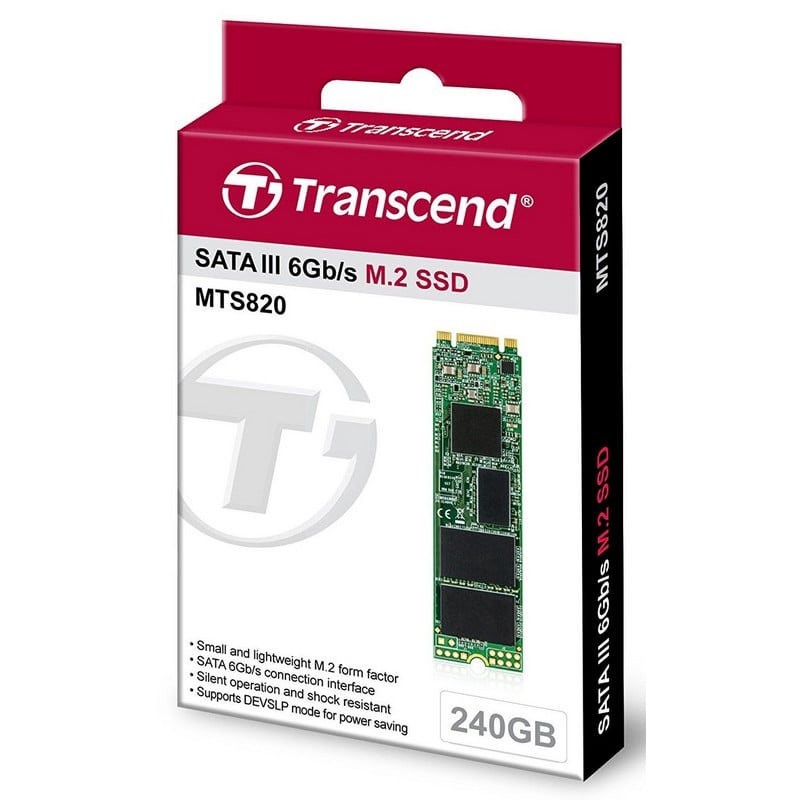 Transcend
Transcend®
SATA III 6Gb/s M.2 SSD
MTS820
• Small and lightweight M.2 form factor
• SATA 6Gb/s connection interface
• Silent operation and shock resistant
• Supports DEVSLP mode for power saving
240GB
MTS820
SATA III 6Gb/s M.2 SSD
CE